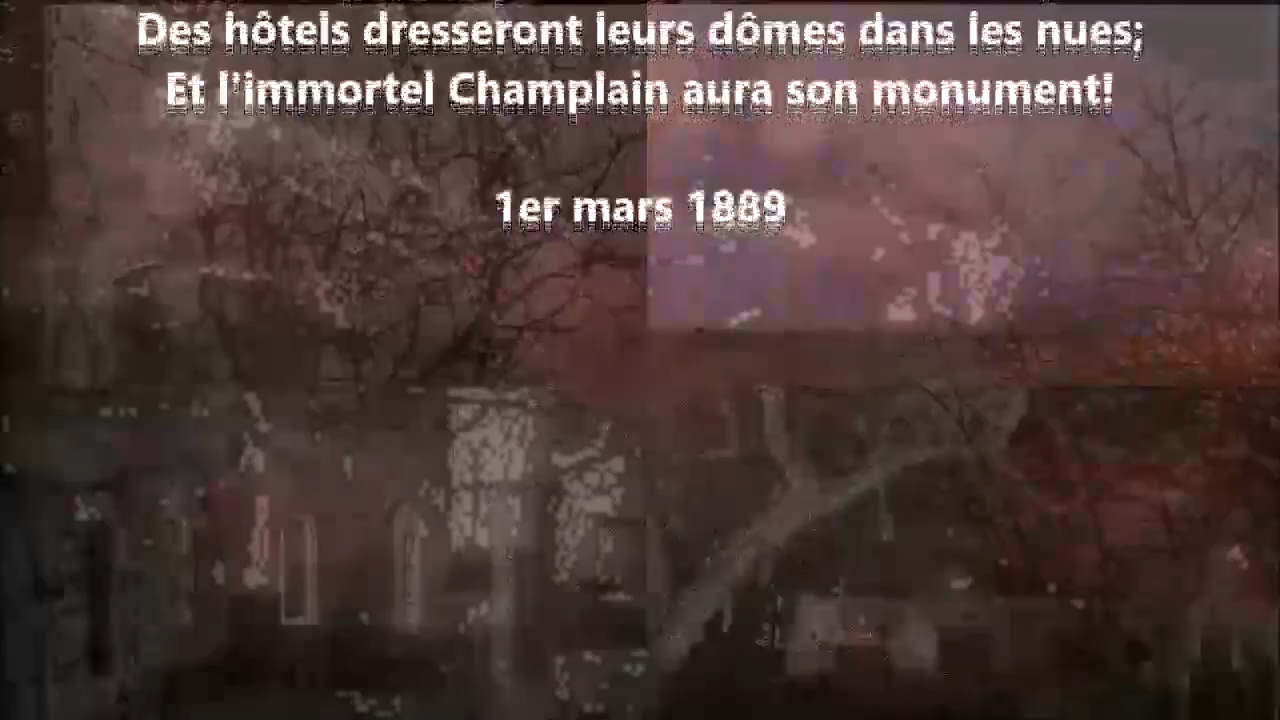 Des hôtels dresseront leurs dômes dans les nues;
Et l'immortel Champlain aura son monument!
1er mars 1889